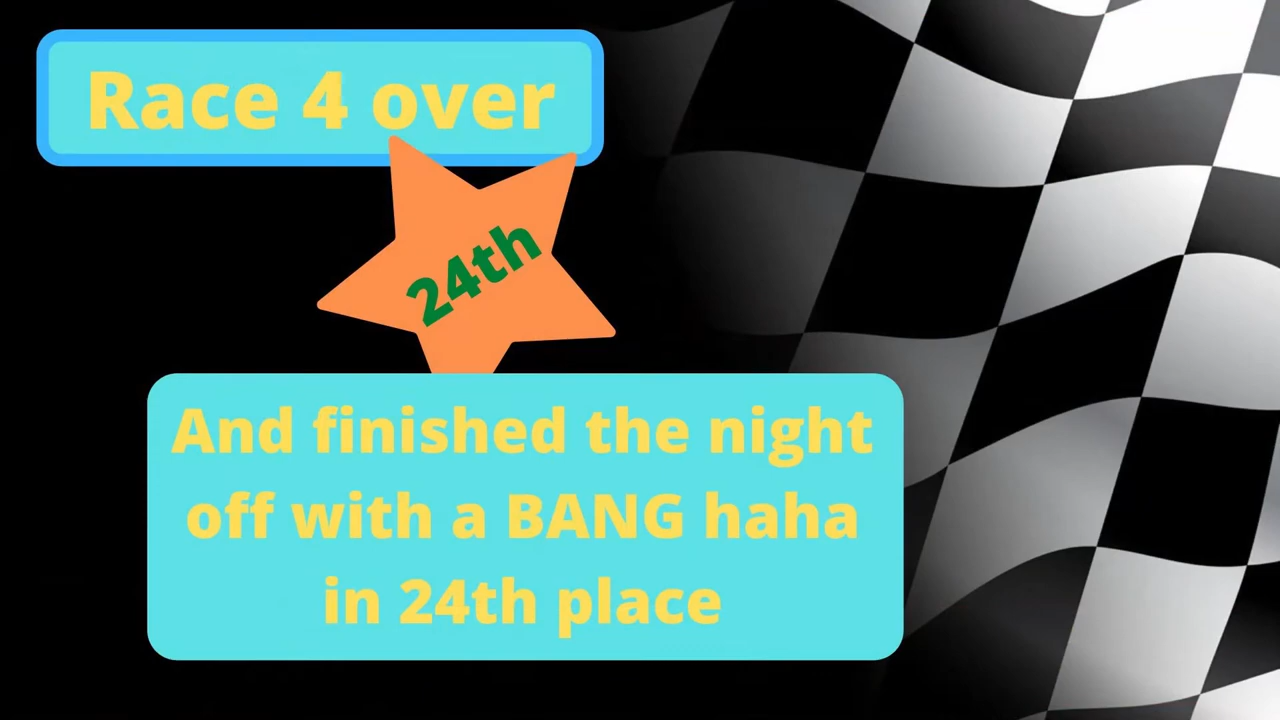 Race 4 over
24th
And finished the night
off with a BANG haha
in 24th place